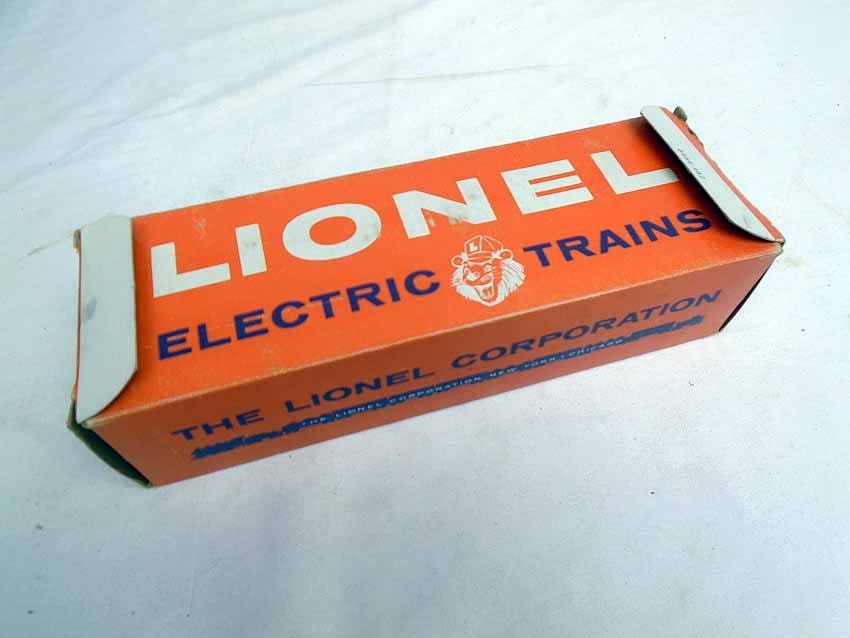 LIONEL
ELECTRIC TRAINS
L
THE LIONEL CORPORATION
THE LIONEL CORPORATION NEW YORK • CHICAGO